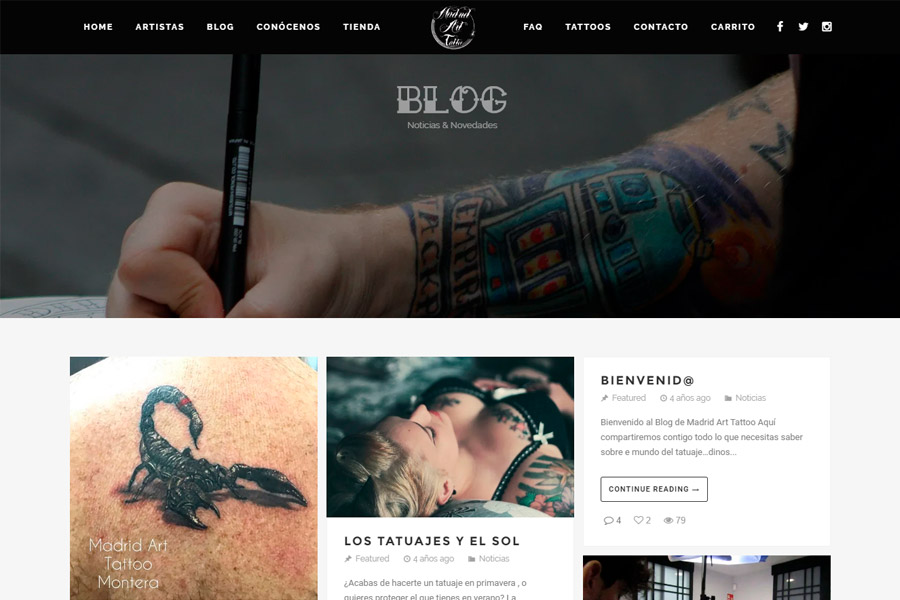 HOME ARTISTAS BLOG CONÓCENOS TIENDA
Madrid Art Tattoo
FAQ TATTOOS CONTACTO CARRITO
BLOG
Noticias & Novedades
EMPIRE
Madrid Art
Tattoo
Montera
LOS TATUAJES Y EL SOL
Featured 4 años ago Noticias
¿Acabas de hacerte un tatuaje en primavera , o
quieres proteger el que tienes en verano? La
BIENVENID@
Featured 4 años ago Noticias
Bienvenido al Blog de Madrid Art Tattoo Aquí
compartiremos contigo todo lo que necesitas saber
sobre e mundo del tatuaje...dinos...
CONTINUE READING →
4 2 79